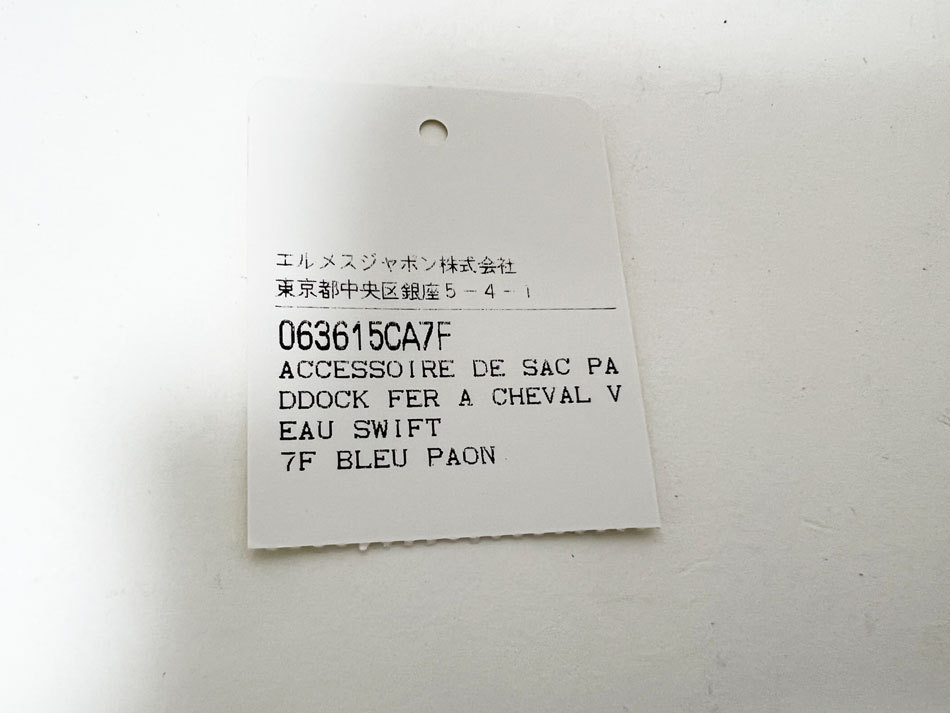 エルメスジャポン株式会社
東京都中央区銀座5-4-1
063615CA7F
ACCESSOIRE DE SAC PA
DDOCK FER A CHEVAL V
EAU SWIFT
7F BLEU PAON